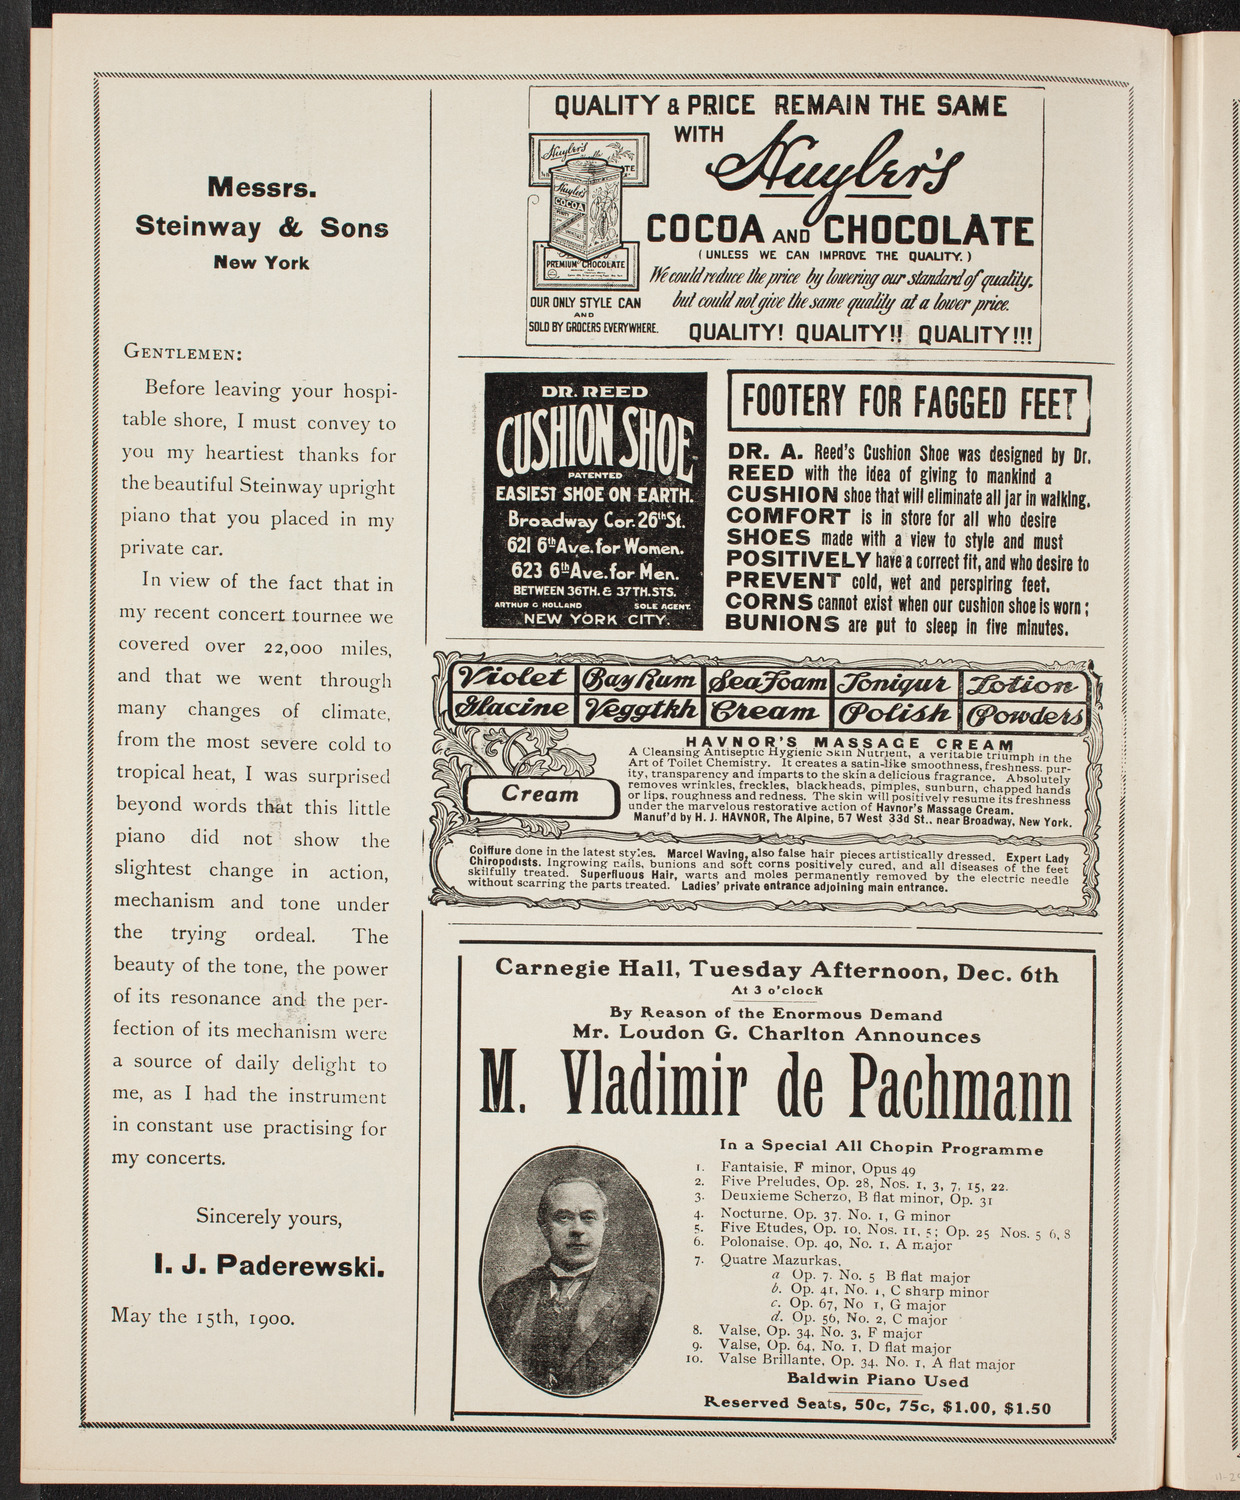 Messrs.
Steinway & Sons
New York
GENTLEMEN:
Before leaving your hospi-
table shore, I must convey to
you my heartiest thanks for
the beautiful Steinway upright
piano that you placed in my
private car.
In view of the fact that in
my recent concert tournee we
covered over 22,000 miles,
and that we went through
many changes of climate,
from the most severe cold to
tropical heat, I was surprised
beyond words that this little
piano did not show the
slightest change in action,
mechanism and tone under
the trying ordeal. The
beauty of the tone, the power
of its resonance and the per-
fection of its mechanism were
a source of daily delight to
me, as I had the instrument
in constant use practising for
my concerts.
Sincerely yours,
I. J. Paderewski.
May the 15th, 1900.
QUALITY & PRICE REMAIN THE SAME
WITH Huyler's
COCOA AND CHOCOLATE
(UNLESS WE CAN IMPROVE THE QUALITY.)
We could reduce the price by lowering our standard of quality,
but could not give the same quality at a lower price.
QUALITY! QUALITY!! QUALITY!!!
Huyler's
Huyler's
COCOA
PREMIUM CHOCOLATE
OUR ONLY STYLE CAN
AND
SOLD BY GROCERS EVERYWHERE.
DR. REED
CUSHION SHOE
PATENTED
EASIEST SHOE ON EARTH.
Broadway Cor. 26th St.
621 6th Ave. for Women.
623 6th Ave. for Men.
BETWEEN 36TH. & 37TH. STS.
ARTHUR G HOLLAND SOLE AGENT.
NEW YORK CITY.
FOOTERY FOR FAGGED FEET
DR. A. Reed's Cushion Shoe was designed by Dr.
REED with the idea of giving to mankind a
CUSHION shoe that will eliminate all jar in walking.
COMFORT is in store for all who desire
SHOES made with a view to style and must
POSITIVELY have a correct fit, and who desire to
PREVENT cold, wet and perspiring feet.
CORNS cannot exist when our cushion shoe is worn;
BUNIONS are put to sleep in five minutes.
Violet Bay Rum Sea Foam Tonique Lotion
Glacine Veggtkh Cream Polish Powders
HAVNOR'S MASSAGE CREAM
A Cleansing Antiseptic Hygienic Skin Nutrient, a veritable triumph in the
Art of Toilet Chemistry. It creates a satin-like smoothness, freshness, pur-
ity, transparency and imparts to the skin a delicious fragrance. Absolutely
removes wrinkles, freckles, blackheads, pimples, sunburn, chapped hands
or lips, roughness and redness. The skin will positively resume its freshness
under the marvelous restorative action of Havnor's Massage Cream.
Manuf'd by H. J. HAVNOR, The Alpine, 57 West 33d St., near Broadway, New York.
Cream
Coiffure done in the latest styles. Marcel Waving, also false hair pieces artistically dressed. Expert Lady
Chiropodists. Ingrowing nails, bunions and soft corns positively cured, and all diseases of the feet
skilfully treated. Superfluous Hair, warts and moles permanently removed by the electric needle
without scarring the parts treated. Ladies' private entrance adjoining main entrance.
Carnegie Hall, Tuesday Afternoon, Dec. 6th
At 3 o'clock
By Reason of the Enormous Demand
Mr. Loudon G. Charlton Announces
M. Vladimir de Pachmann
In a Special All Chopin Programme
1. Fantaisie, F minor, Opus 49
2. Five Preludes, Op. 28, Nos. 1, 3, 7, 15, 22.
3. Deuxieme Scherzo, B flat minor, Op. 31
4. Nocturne, Op. 37, No. 1, G minor
5. Five Etudes, Op. 10, Nos. 11, 5; Op. 25 Nos. 5 6, 8
6. Polonaise, Op. 40, No. 1, A major
7. Quatre Mazurkas,
a Op. 7. No. 5 B flat major
b. Op. 41, No. 1, C sharp minor
c. Op. 67, No 1, G major
d. Op. 56, No. 2, C major
8. Valse, Op. 34, No. 3, F major
9. Valse, Op. 64, No. 1, D flat major
10. Valse Brillante, Op. 34, No. 1, A flat major
Baldwin Piano Used
Reserved Seats, 50c, 75c, $1.00, $1.50